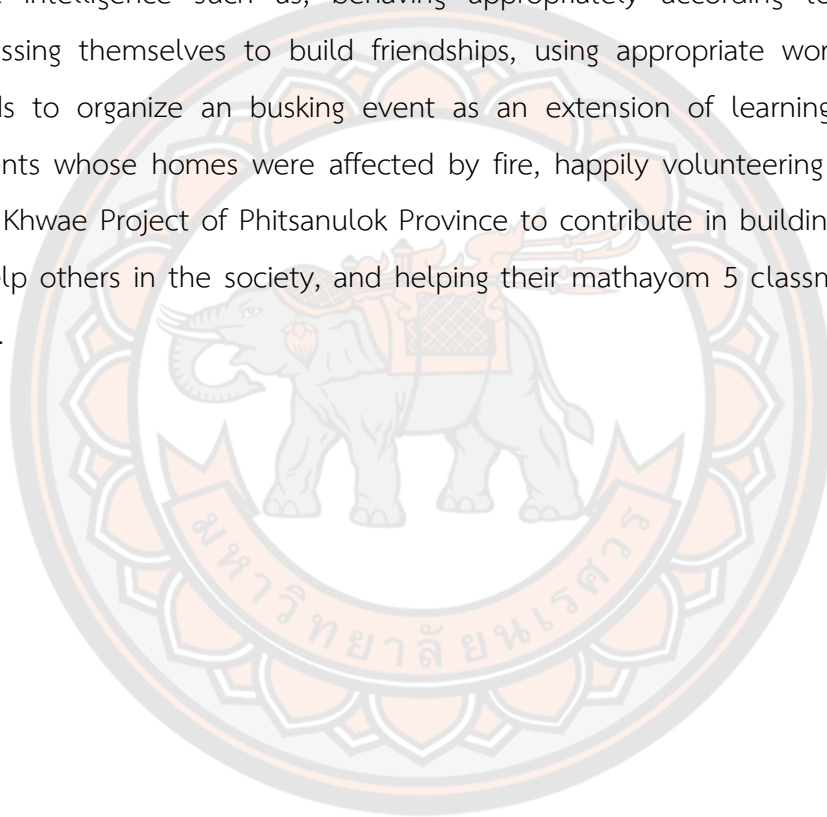 intelligence such as, behaving appropriately according
ssing themselves to build friendships, using appropriate
to organize an busking event as an extension of learning
whose homes were affected by fire, happily volunteering
Khwae Project of Phitsanulok Province to contribute in
others in the society, and helping their mathayom 5
มหาวิทยาลัยนเรศวร